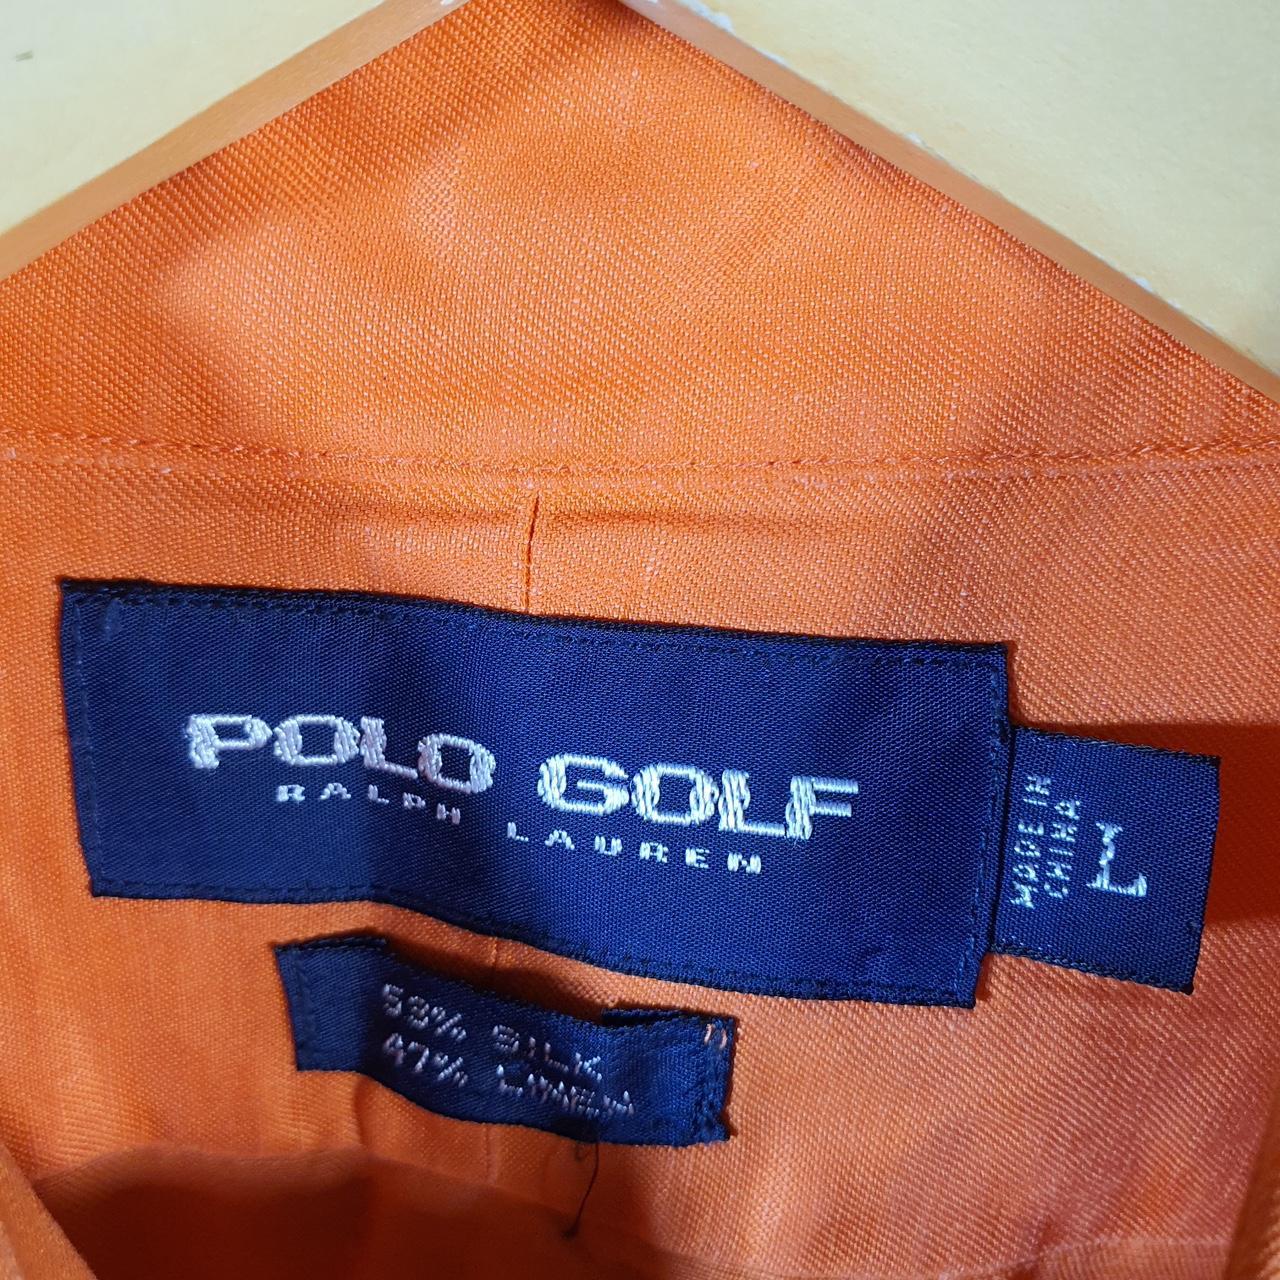 POLO GOLF
RALPH LAUREN
MADE IN
CHINA
L
53% SILK
47% LINEN